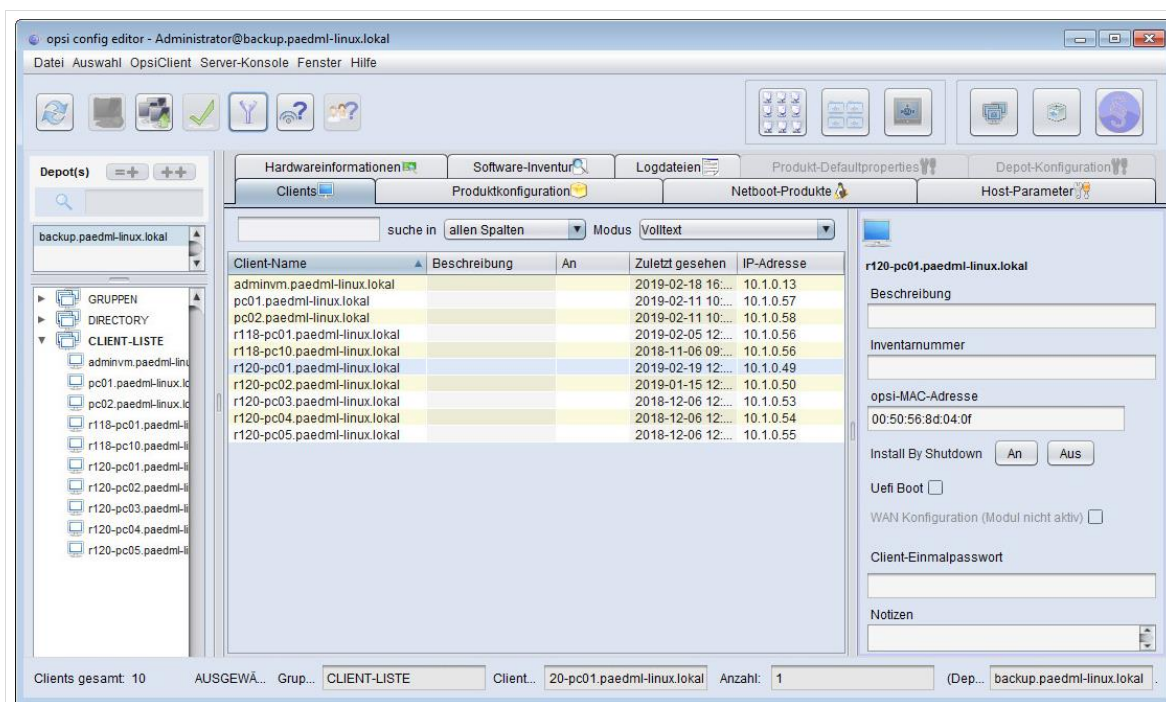 opsi config editor - Administrator@backup.paedml-linux.lokal
Datei Auswahl OpsiClient Server-Konsole Fenster Hilfe
Depot(s)
backup.paedml-linux.lokal
GRUPPEN
DIRECTORY
CLIENT-LISTE
adminvm.paedml-linu
pc01.paedml-linux.lo
pc02.paedml-linux.lo
r118-pc01.paedml-li
r118-pc10.paedml-li
r120-pc01.paedml-li
r120-pc02.paedml-li
r120-pc03.paedml-li
r120-pc04.paedml-li
r120-pc05.paedml-li
Hardwareinformationen Software-Inventur Logdateien Produkt-Defaultproperties Depot-Konfiguration
Clients Produktkonfiguration Netboot-Produkte Host-Parameter
suche in allen Spalten Modus Volltext
Client-Name Beschreibung An Zuletzt gesehen IP-Adresse
adminvm.paedml-linux.lokal 2019-02-18 16:... 10.1.0.13
pc01.paedml-linux.lokal 2019-02-11 10:... 10.1.0.57
pc02.paedml-linux.lokal 2019-02-11 10:... 10.1.0.58
r118-pc01.paedml-linux.lokal 2019-02-05 12:... 10.1.0.56
r118-pc10.paedml-linux.lokal 2018-11-06 09:... 10.1.0.56
r120-pc01.paedml-linux.lokal 2019-02-19 12:... 10.1.0.49
r120-pc02.paedml-linux.lokal 2019-01-15 12:... 10.1.0.50
r120-pc03.paedml-linux.lokal 2018-12-06 12:... 10.1.0.53
r120-pc04.paedml-linux.lokal 2018-12-06 12:... 10.1.0.54
r120-pc05.paedml-linux.lokal 2018-12-06 12:... 10.1.0.55
r120-pc01.paedml-linux.lokal
Beschreibung
Inventarnummer
opsi-MAC-Adresse
00:50:56:8d:04:0f
Install By Shutdown An Aus
Uefi Boot
WAN Konfiguration (Modul nicht aktiv)
Client-Einmalpasswort
Notizen
Clients gesamt: 10 AUSGEWÄ... Grup... CLIENT-LISTE Client... 20-pc01.paedml-linux.lokal Anzahl: 1 (Dep... backup.paedml-linux.lokal .